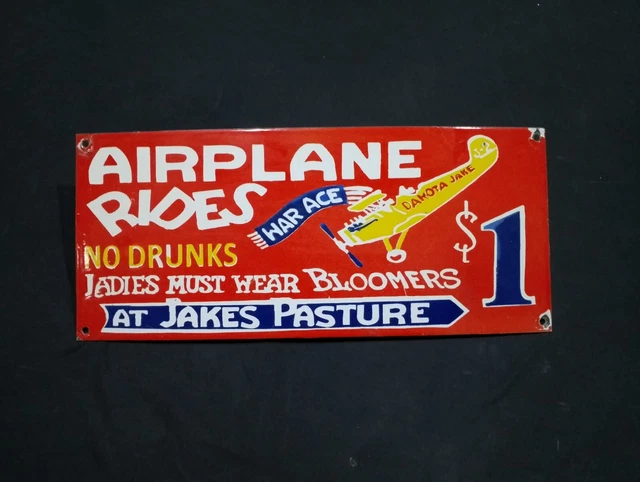 AIRPLANE
RIDES
WAR ACE
DAKOTA JAKE
NO DRUNKS
LADIES MUST WEAR BLOOMERS
$1
AT JAKES PASTURE